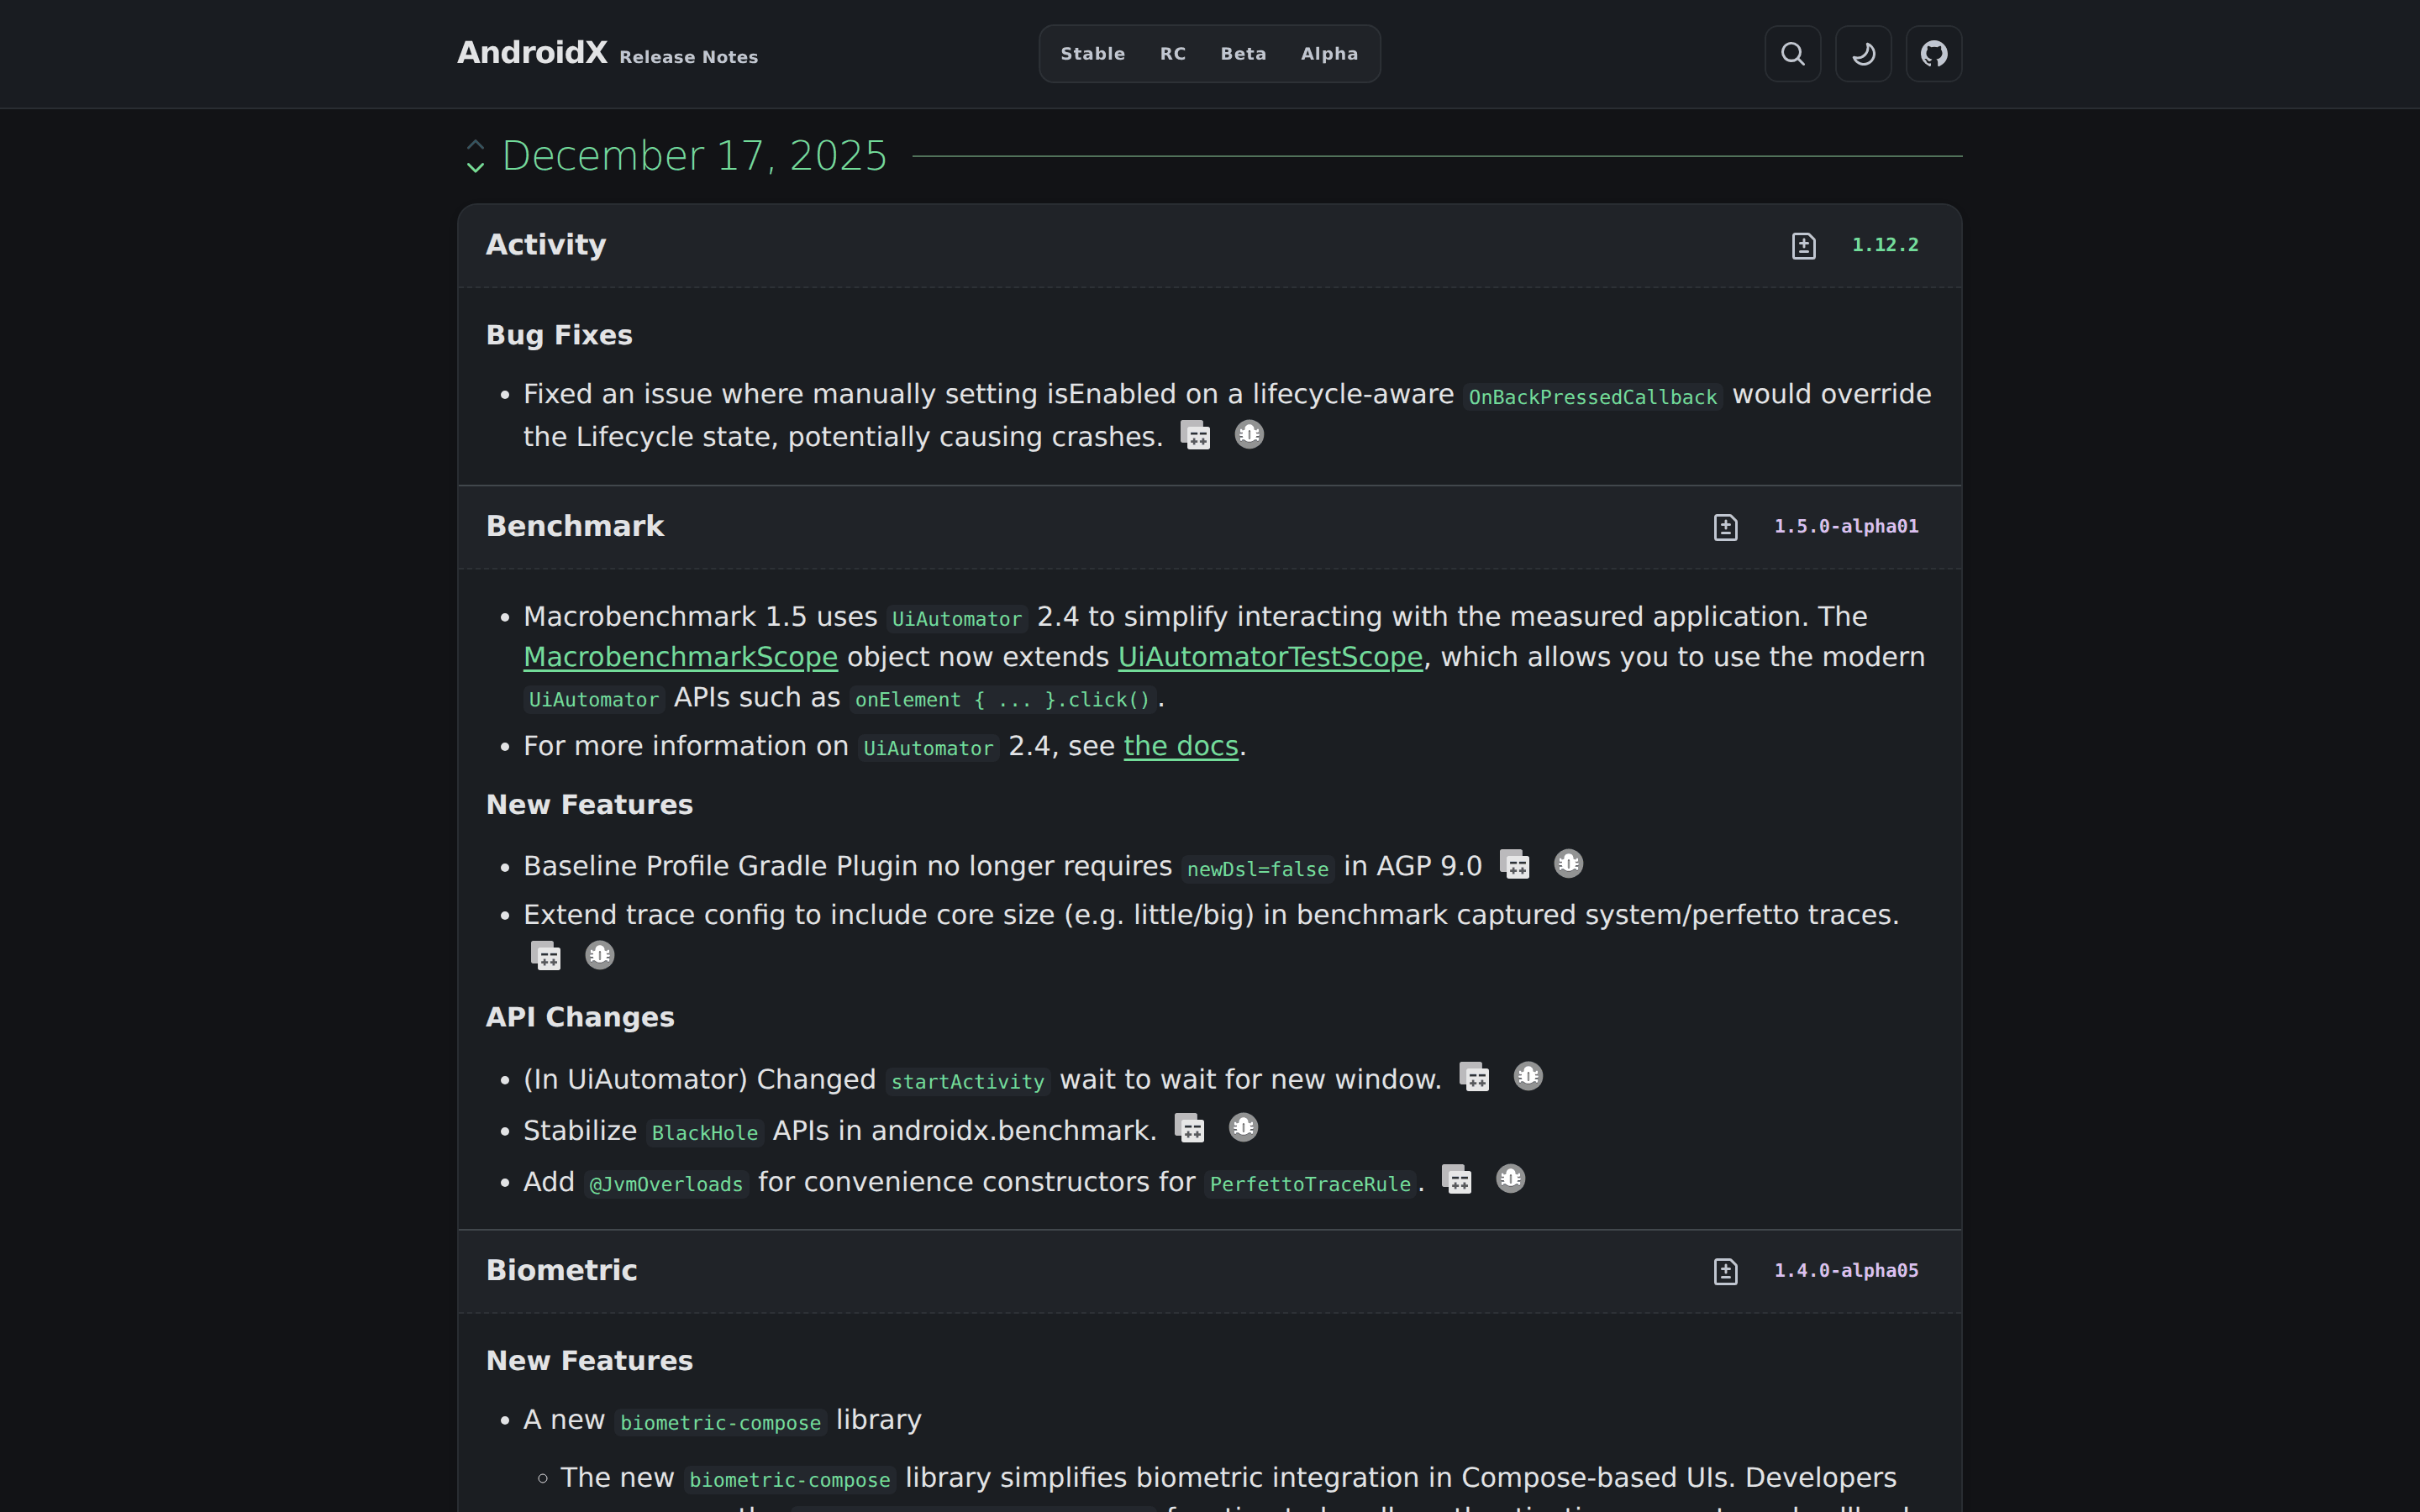 AndroidX Release Notes
Stable RC Beta Alpha
December 17, 2025
Activity 1.12.2
Bug Fixes
• Fixed an issue where manually setting isEnabled on a lifecycle-aware OnBackPressedCallback would override
the Lifecycle state, potentially causing crashes.
Benchmark 1.5.0-alpha01
• Macrobenchmark 1.5 uses UiAutomator 2.4 to simplify interacting with the measured application. The
MacrobenchmarkScope object now extends UiAutomatorTestScope, which allows you to use the modern
UiAutomator APIs such as onElement { ... }.click().
• For more information on UiAutomator 2.4, see the docs.
New Features
• Baseline Profile Gradle Plugin no longer requires newDsl=false in AGP 9.0
• Extend trace config to include core size (e.g. little/big) in benchmark captured system/perfetto traces.
API Changes
• (In UiAutomator) Changed startActivity wait to wait for new window.
• Stabilize BlackHole APIs in androidx.benchmark.
• Add @JvmOverloads for convenience constructors for PerfettoTraceRule.
Biometric 1.4.0-alpha05
New Features
• A new biometric-compose library
◦ The new biometric-compose library simplifies biometric integration in Compose-based UIs. Developers